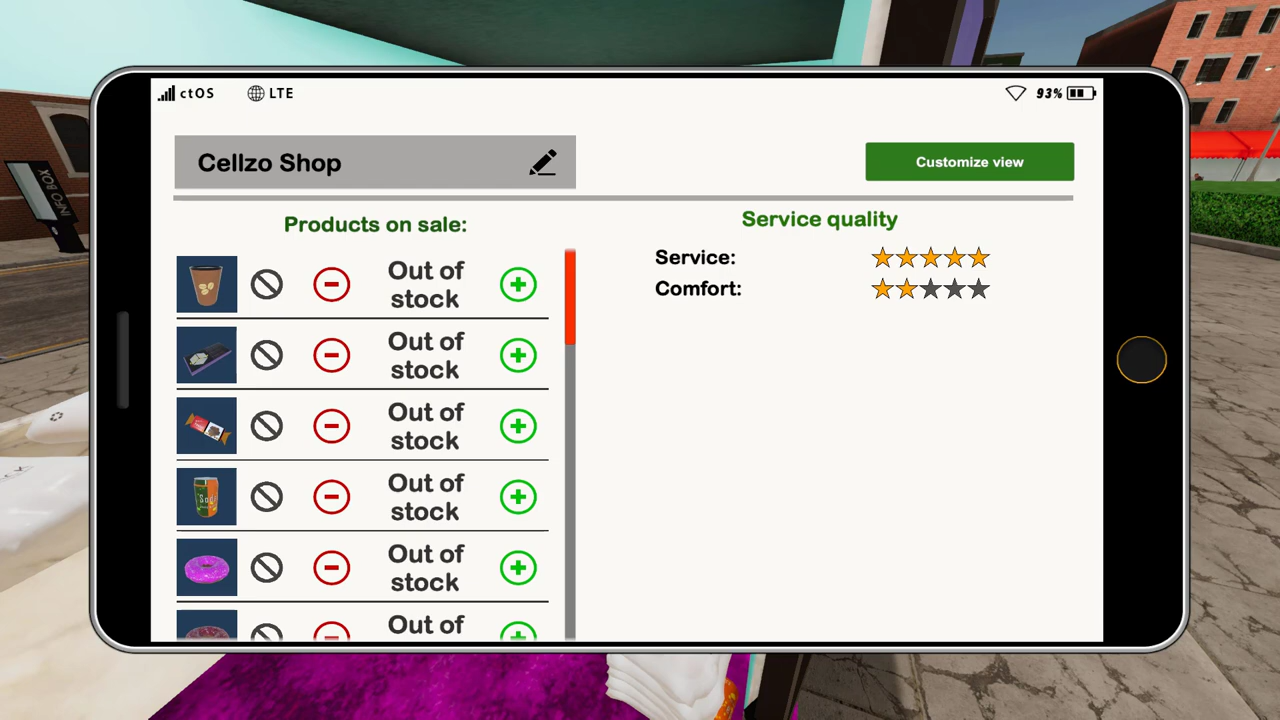 ctOS
LTE
93%
Cellzo Shop
Customize view
Products on sale:
Service quality
Service:
Comfort:
Out of
stock
Out of
stock
Out of
stock
Out of
stock
Out of
stock
Out of
INFO BOX